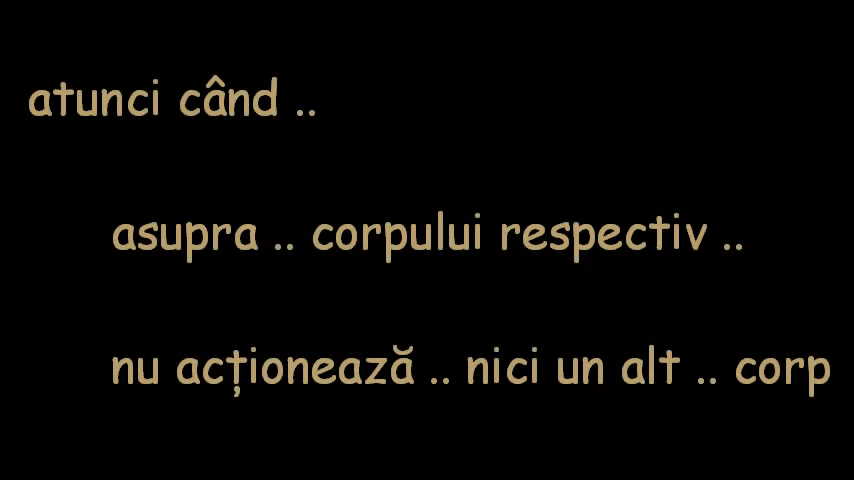 atunci când ..
asupra .. corpului respectiv ..
nu acționează .. nici un alt .. corp